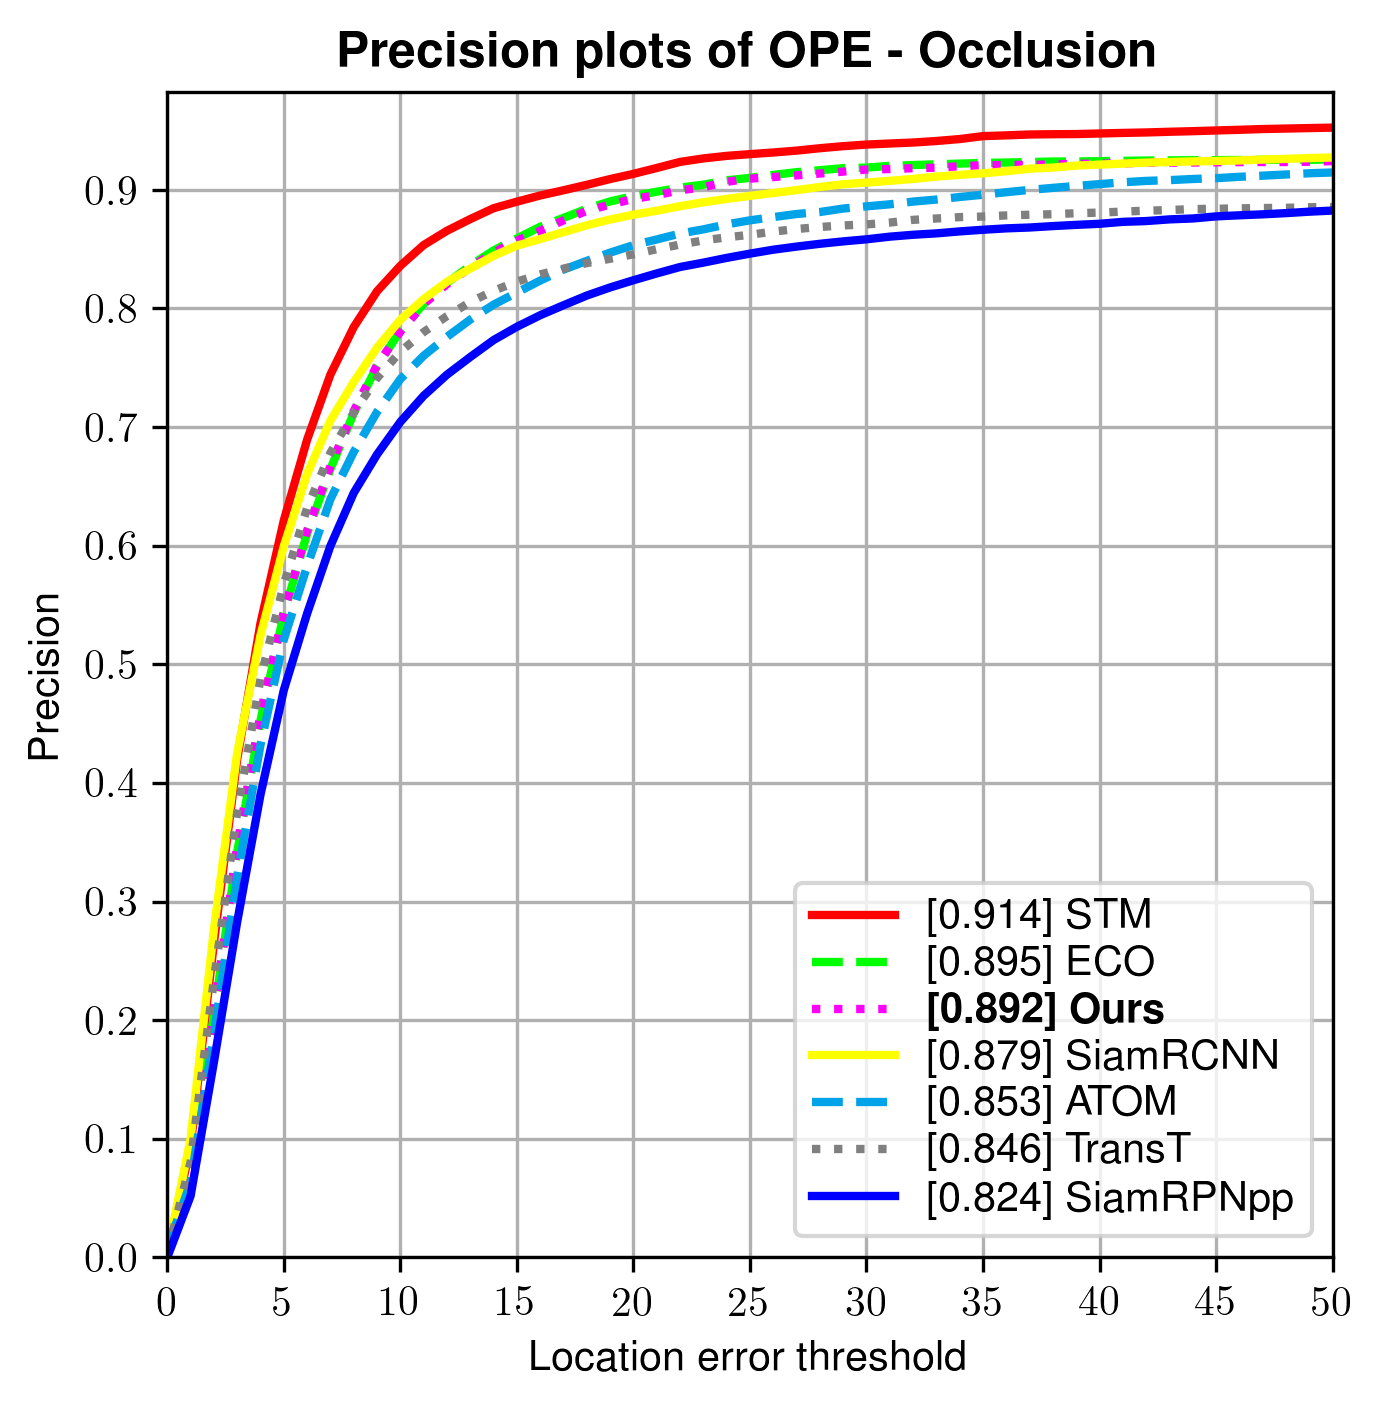 Precision plots of OPE - Occlusion
Precision
0.9
0.8
0.7
0.6
0.5
0.4
0.3
0.2
0.1
0.0
[0.914] STM
[0.895] ECO
[0.892] Ours
[0.879] SiamRCNN
[0.853] ATOM
[0.846] TransT
[0.824] SiamRPNpp
0 5 10 15 20 25 30 35 40 45 50
Location error threshold